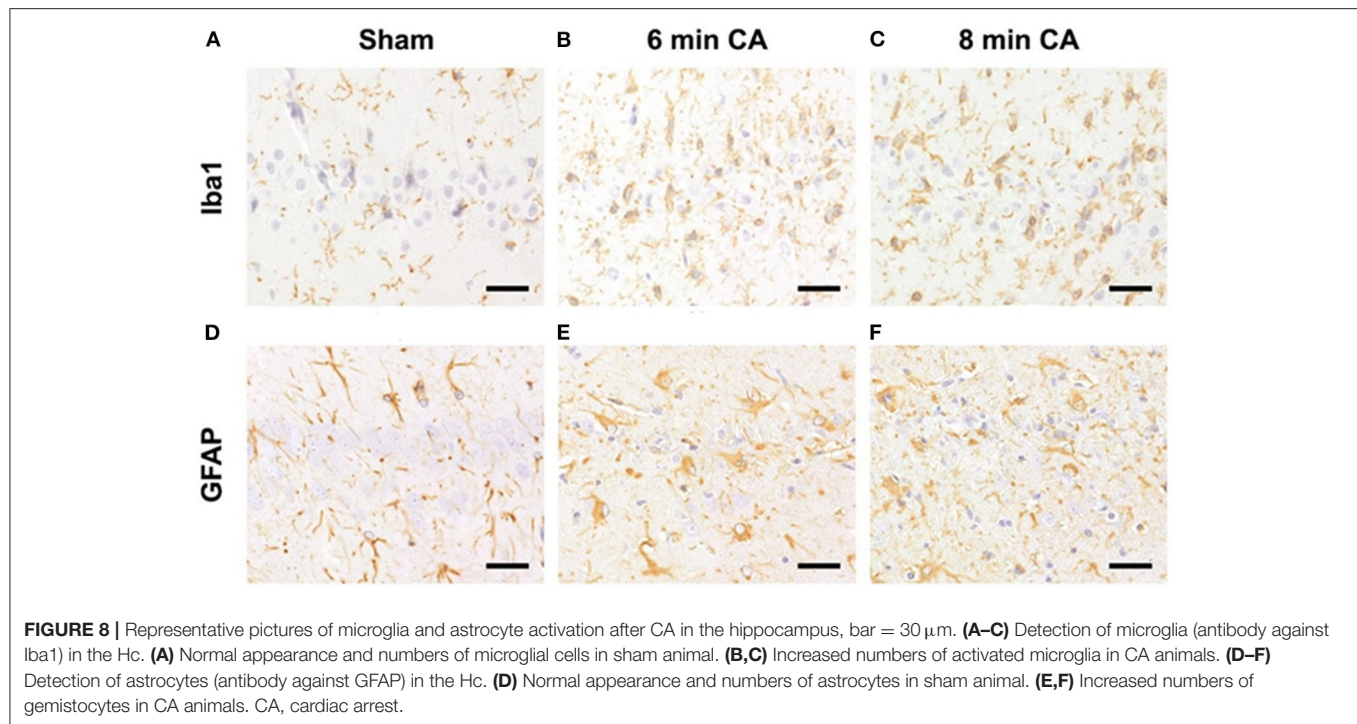 A Sham B 6 min CA C 8 min CA
Iba1
D E F
GFAP
FIGURE 8 | Representative pictures of microglia and astrocyte activation after CA in the hippocampus, bar = 30 μm. (A–C) Detection of microglia (antibody against
Iba1) in the Hc. (A) Normal appearance and numbers of microglial cells in sham animal. (B,C) Increased numbers of activated microglia in CA animals. (D–F)
Detection of astrocytes (antibody against GFAP) in the Hc. (D) Normal appearance and numbers of astrocytes in sham animal. (E,F) Increased numbers of
gemistocytes in CA animals. CA, cardiac arrest.